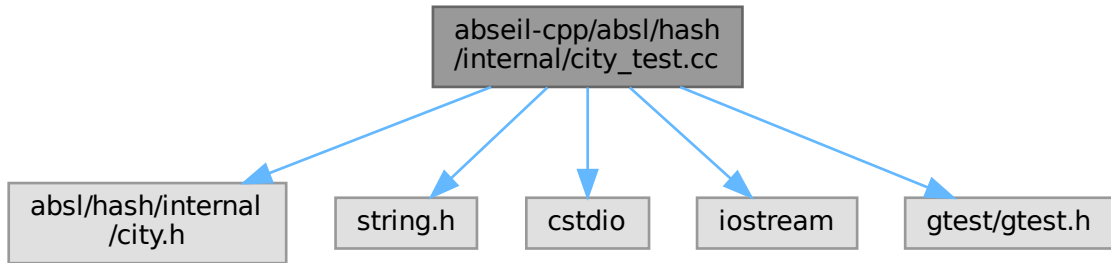 abseil-cpp/absl/hash
/internal/city_test.cc
absl/hash/internal
/city.h
string.h
cstdio
iostream
gtest/gtest.h